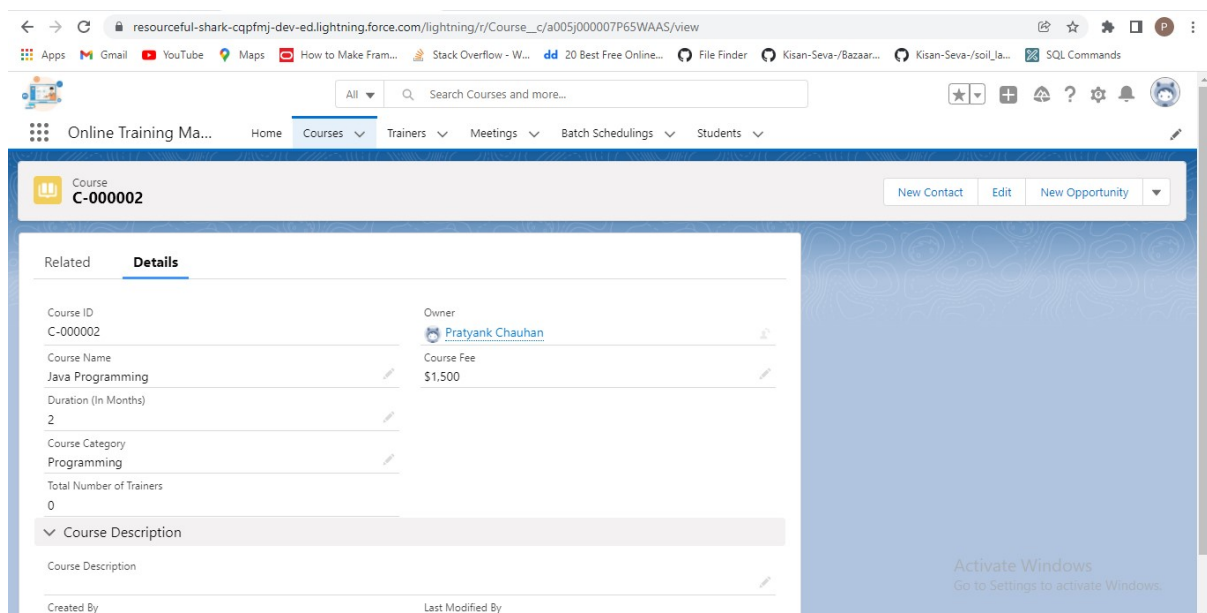 resourceful-shark-cqpfmj-dev-ed.lightning.force.com/lightning/r/Course__c/a005j000007P65WAAS/view
P
Apps Gmail YouTube Maps How to Make Fram... Stack Overflow - W... dd 20 Best Free Online... File Finder Kisan-Seva-/Bazaar... Kisan-Seva-/soil_la... SQL Commands
All Search Courses and more...
Online Training Ma... Home Courses Trainers Meetings Batch Schedulings Students
Course
C-000002
New Contact Edit New Opportunity
Related Details
Course ID Owner
C-000002 Pratyank Chauhan
Course Name Course Fee
Java Programming $1,500
Duration (In Months)
2
Course Category
Programming
Total Number of Trainers
0
Course Description
Course Description
Activate Windows
Go to Settings to activate Windows.
Created By Last Modified By